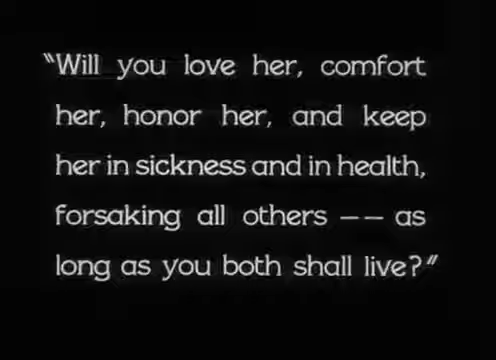 "Will you love her, comfort
her, honor her, and keep
her in sickness and in health,
forsaking all others -- as
long as you both shall live?"